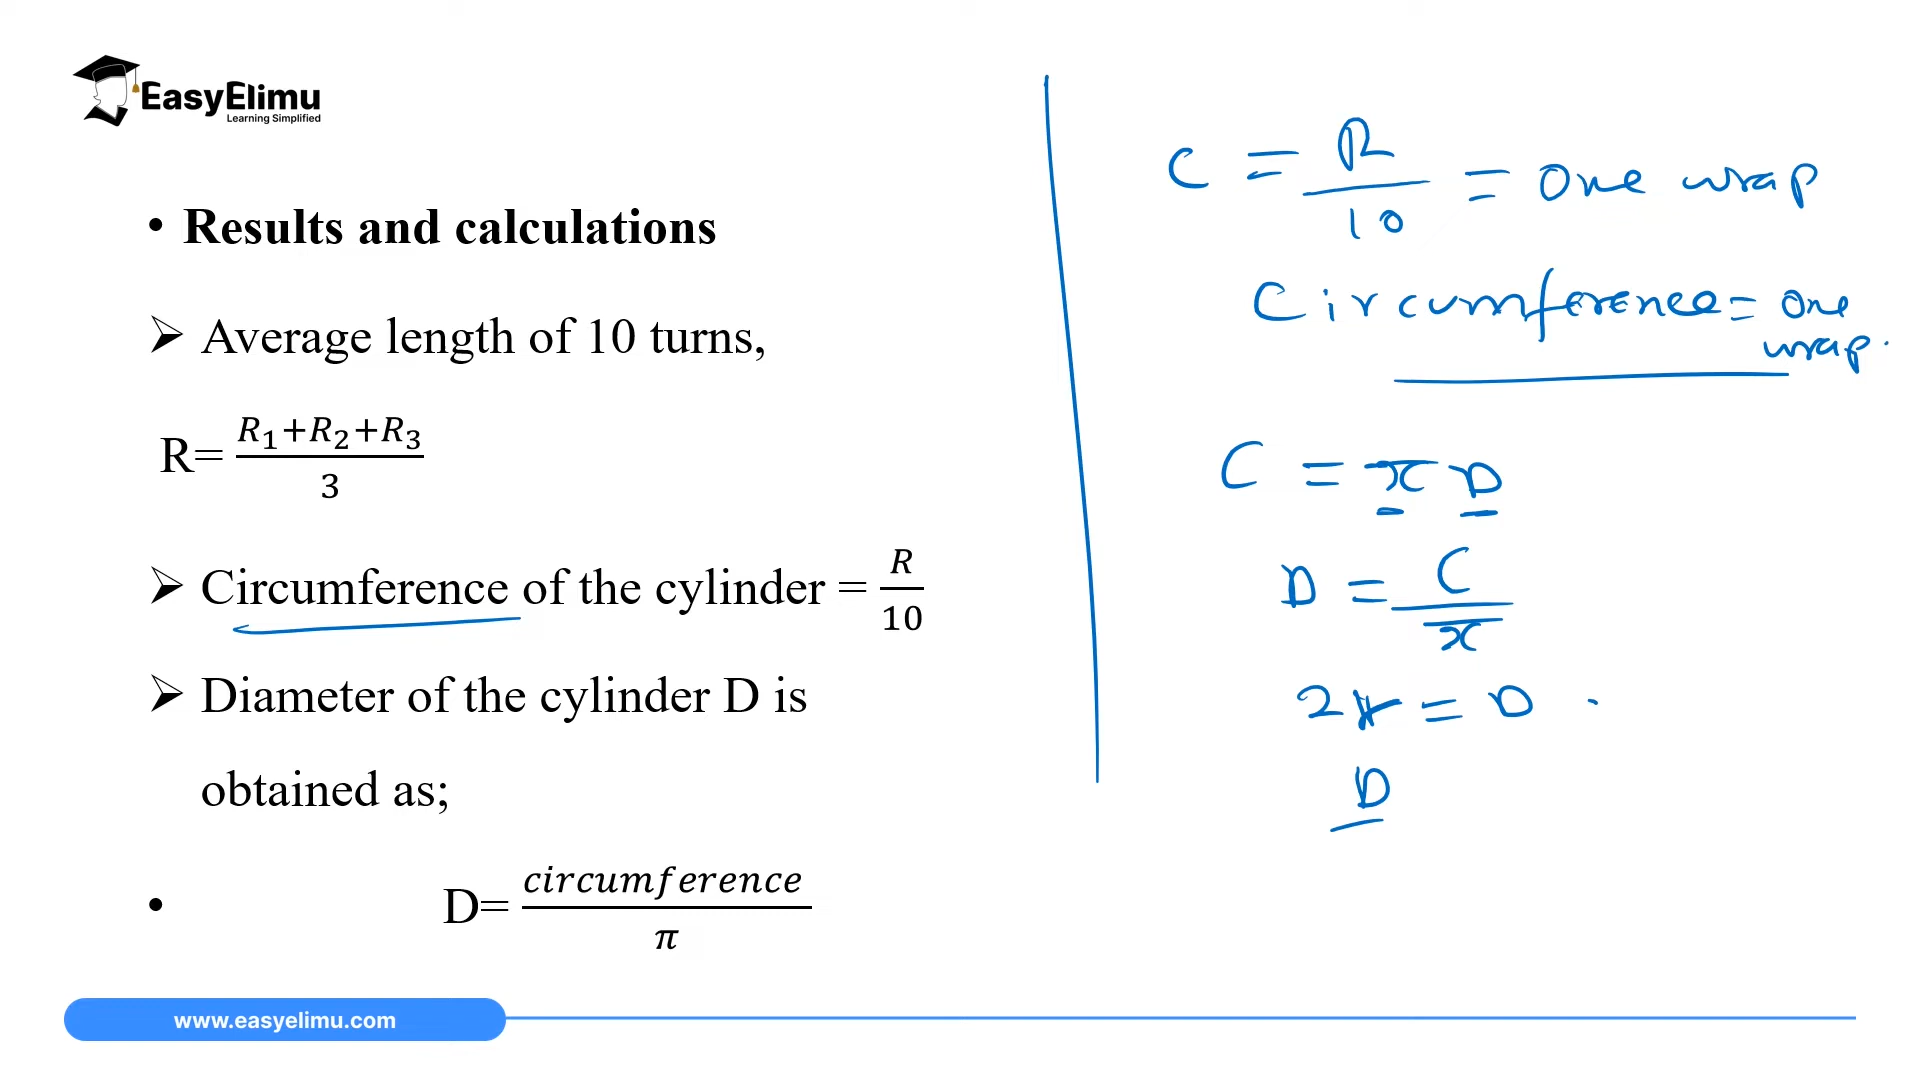 EasyElimu
Learning Simplified
• Results and calculations
➢ Average length of 10 turns,
R= (R₁+R₂+R₃)/3
➢ Circumference of the cylinder = R/10
➢ Diameter of the cylinder D is
obtained as;
• D= circumference/π
www.easyelimu.com
C = R/10 = One wrap
Circumference = One
wrap.
C = πD
D = C/π
2r = D .
D